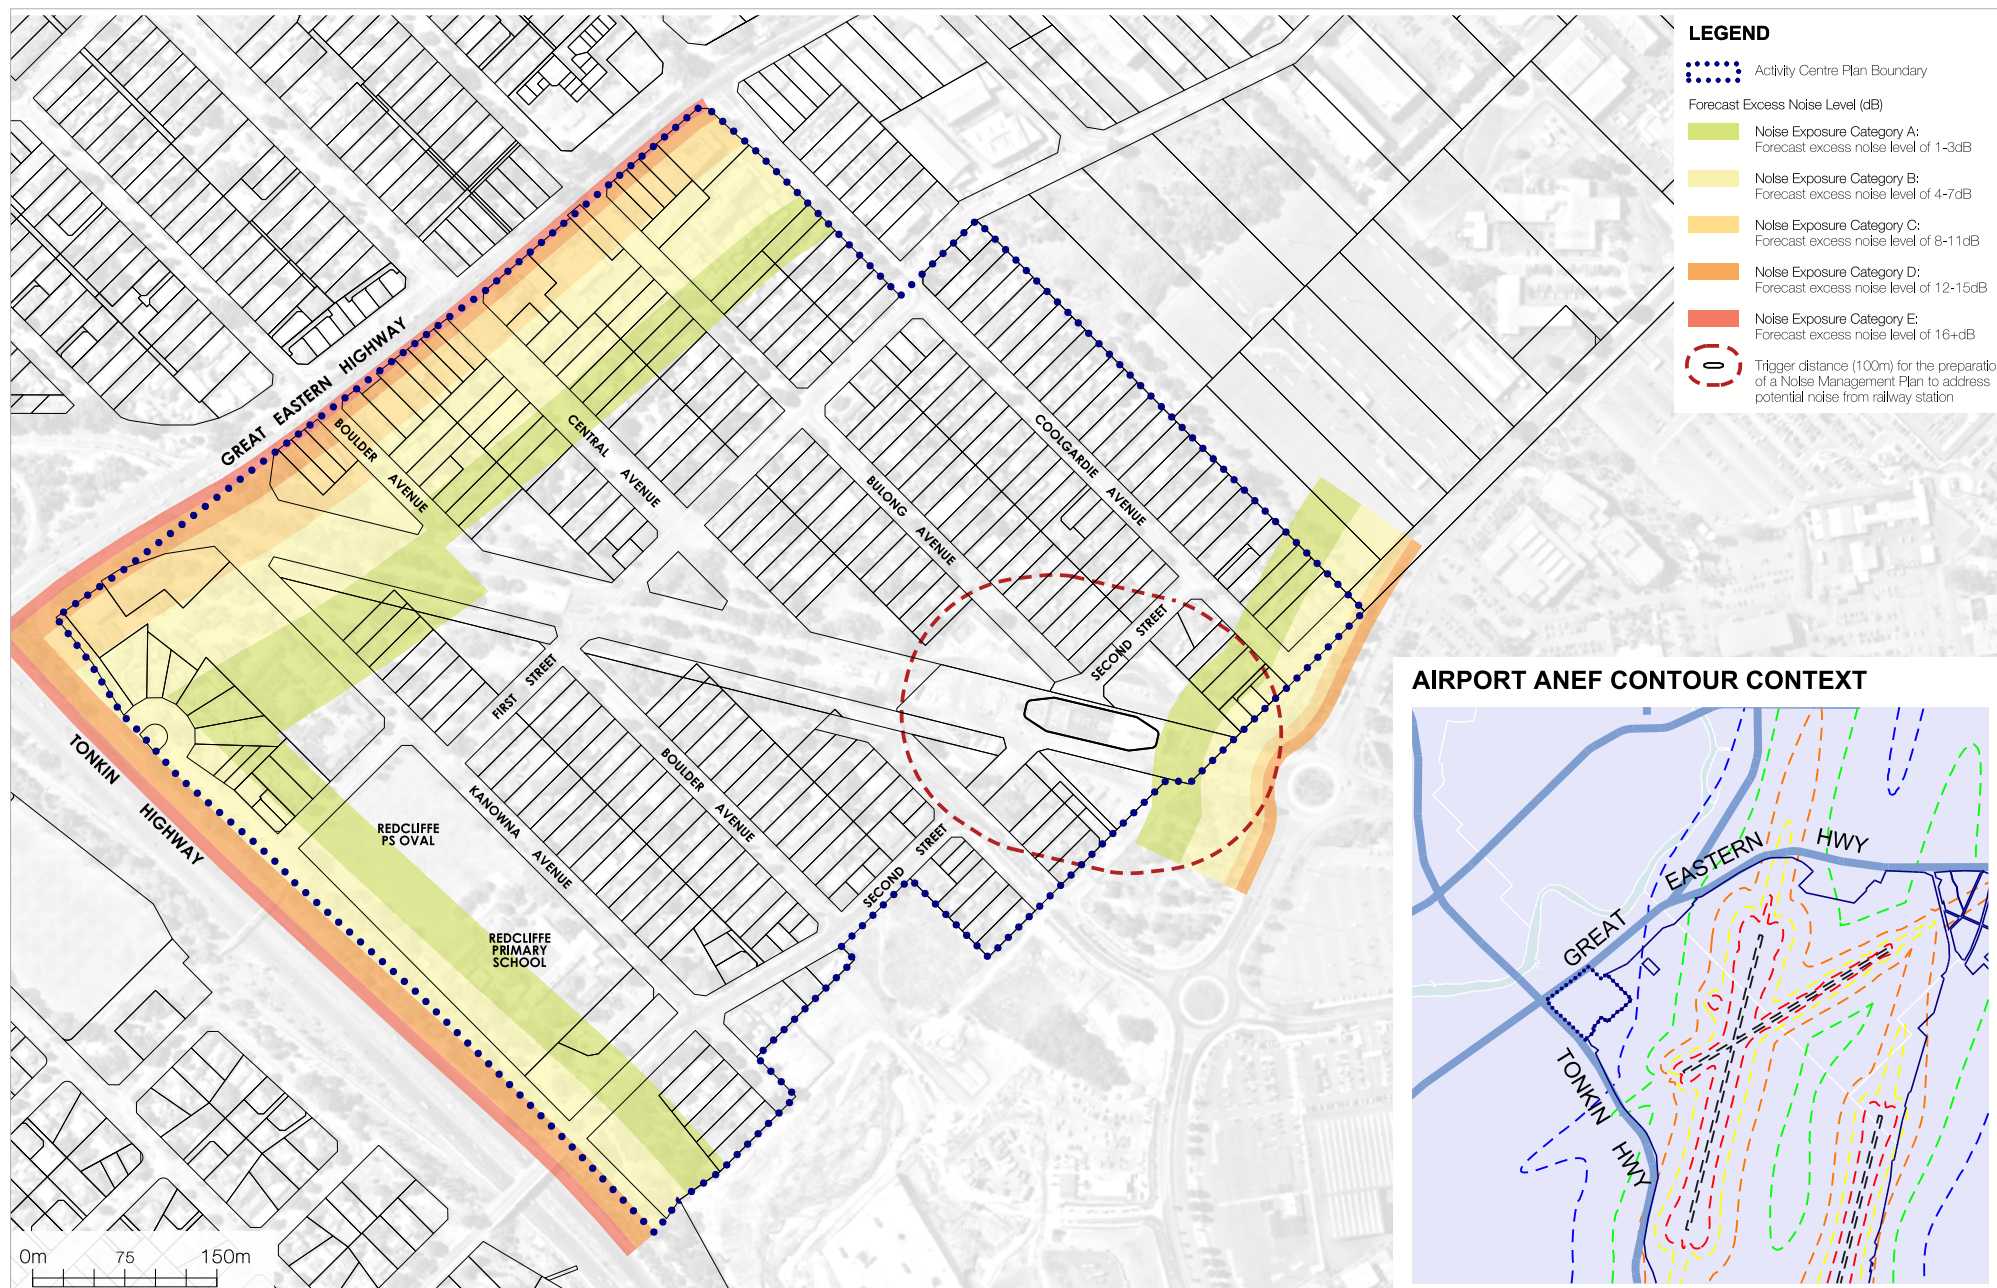 LEGEND
Activity Centre Plan Boundary
Forecast Excess Noise Level (dB)
Noise Exposure Category A:
Forecast excess noise level of 1-3dB
Noise Exposure Category B:
Forecast excess noise level of 4-7dB
Noise Exposure Category C:
Forecast excess noise level of 8-11dB
Noise Exposure Category D:
Forecast excess noise level of 12-15dB
Noise Exposure Category E:
Forecast excess noise level of 16+dB
Trigger distance (100m) for the preparatio
of a Noise Management Plan to address
potential noise from railway station
GREAT EASTERN HIGHWAY
BOULDER AVENUE
CENTRAL AVENUE
COOLGARDIE AVENUE
BULONG AVENUE
SECOND STREET
FIRST STREET
BOULDER AVENUE
KANOWNA AVENUE
SECOND STREET
TONKIN HIGHWAY
REDCLIFFE
PS OVAL
REDCLIFFE
PRIMARY
SCHOOL
0m 75 150m
AIRPORT ANEF CONTOUR CONTEXT
GREAT EASTERN HWY
TONKIN HWY